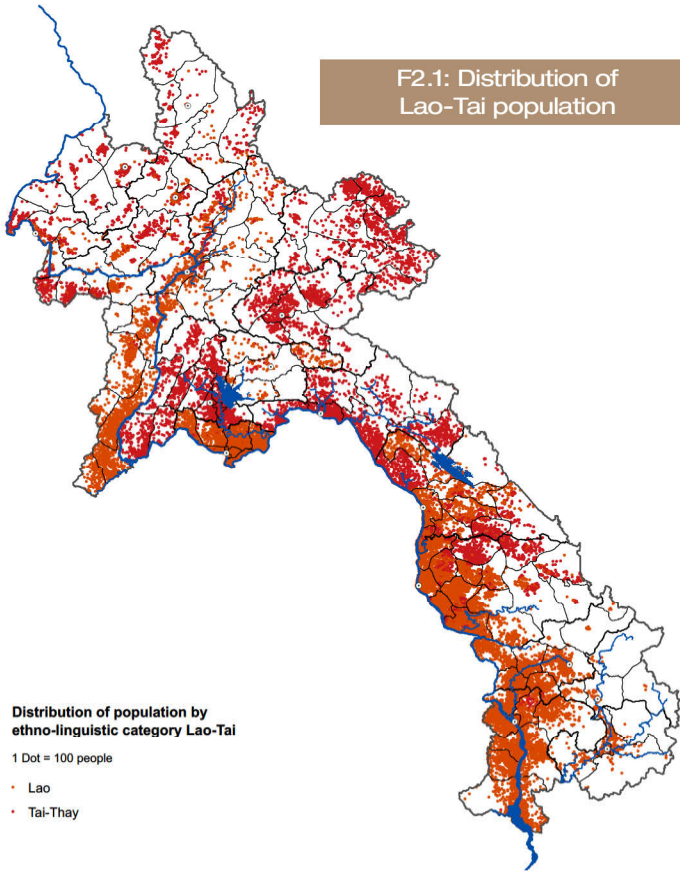 F2.1: Distribution of
Lao-Tai population
Distribution of population by
ethno-linguistic category Lao-Tai
1 Dot = 100 people
Lao
Tai-Thay